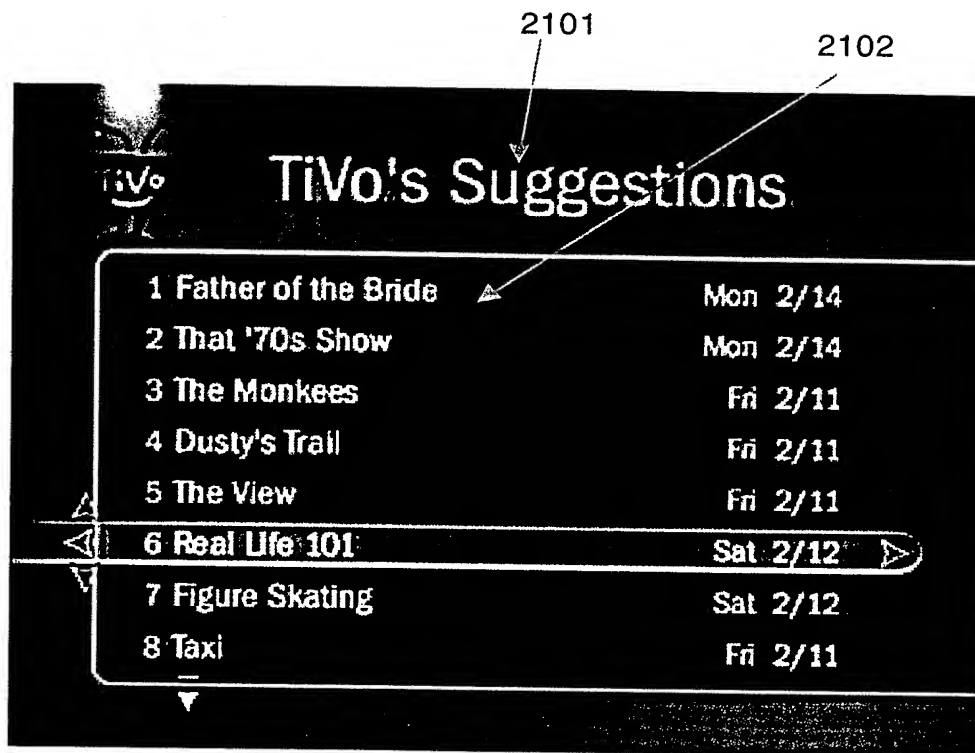 2101
2102
TiVo
TiVo's Suggestions
1 Father of the Bride Mon 2/14
2 That '70s Show Mon 2/14
3 The Monkees Fri 2/11
4 Dusty's Trail Fri 2/11
5 The View Fri 2/11
6 Real Life 101 Sat 2/12
7 Figure Skating Sat 2/12
8 Taxi Fri 2/11